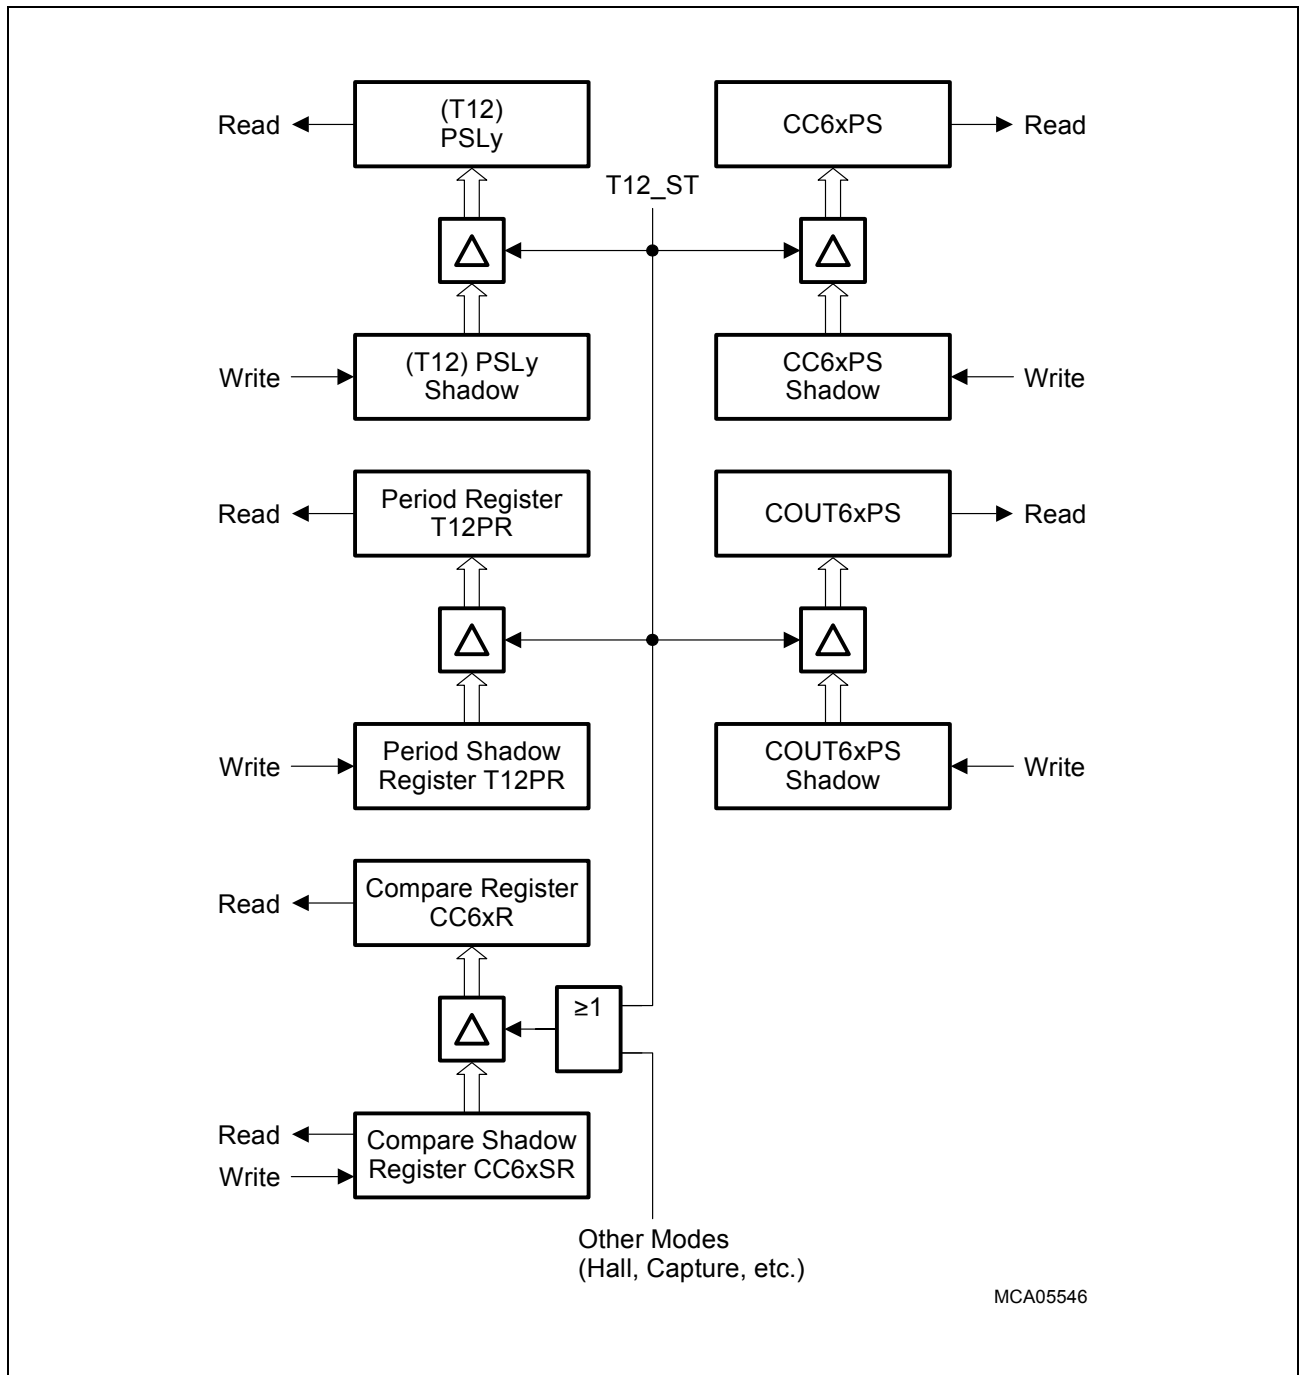 Read
(T12)
PSLy
CC6xPS
Read
T12_ST
Write
(T12) PSLy
Shadow
CC6xPS
Shadow
Write
Read
Period Register
T12PR
COUT6xPS
Read
Write
Period Shadow
Register T12PR
COUT6xPS
Shadow
Write
Read
Compare Register
CC6xR
≥1
Read
Write
Compare Shadow
Register CC6xSR
Other Modes
(Hall, Capture, etc.)
MCA05546